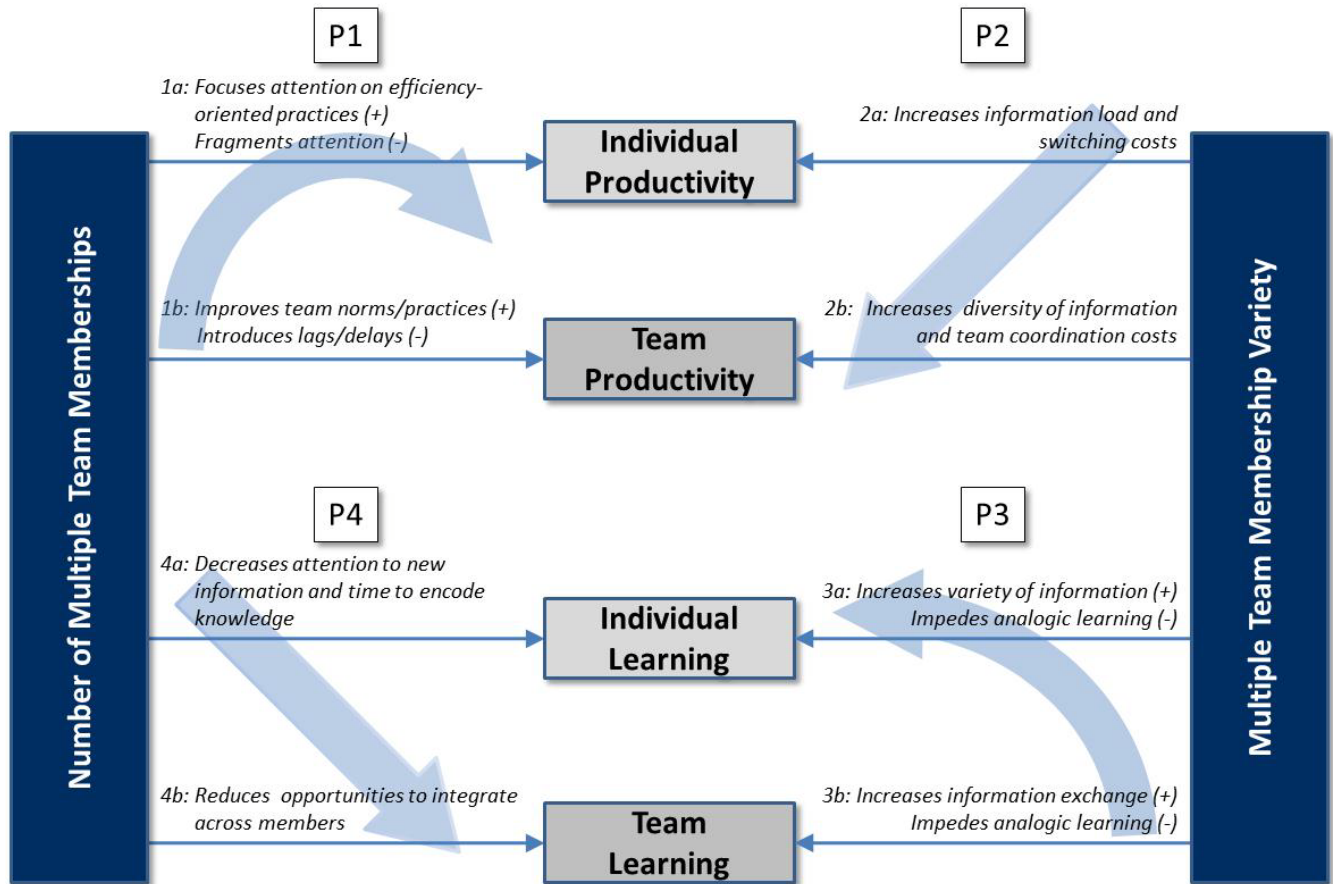 P1
P2
1a: Focuses attention on efficiency-
oriented practices (+)
Fragments attention (-)
2a: Increases information load and
switching costs
Individual
Productivity
1b: Improves team norms/practices (+)
Introduces lags/delays (-)
2b: Increases diversity of information
and team coordination costs
Team
Productivity
Number of Multiple Team Memberships
Multiple Team Membership Variety
P4
P3
4a: Decreases attention to new
information and time to encode
knowledge
3a: Increases variety of information (+)
Impedes analogic learning (-)
Individual
Learning
4b: Reduces opportunities to integrate
across members
3b: Increases information exchange (+)
Impedes analogic learning (-)
Team
Learning